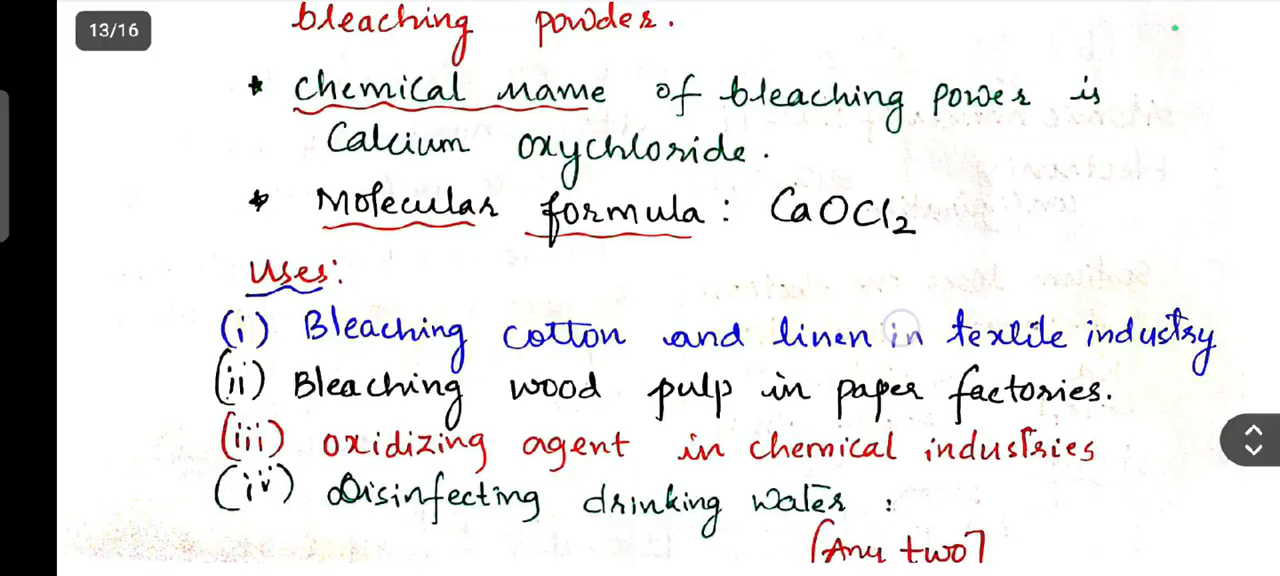 13/16
bleaching powder.
* Chemical name of bleaching power is
Calcium oxychloride.
* Molecular formula : CaOCl2
Uses:
(i) Bleaching cotton and linen in textile industry
(ii) Bleaching wood pulp in paper factories.
(iii) oxidizing agent in chemical industries
(iv) Disinfecting drinking water :
[Any two]